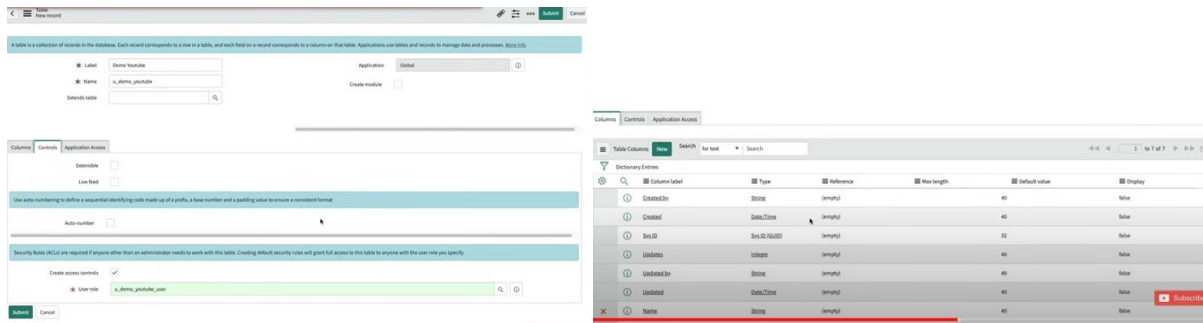 Table
New record
Submit
Cancel
A table is a collection of records in the database. Each record corresponds to a row in a table, and each field on a record corresponds to a column on that table. Applications use tables and records to manage data and processes. More Info
Label
Demo Youtube
Application
Global
Name
u_demo_youtube
Create module
Extends table
Columns
Controls
Application Access
Extensible
Live feed
Use auto-numbering to define a sequential identifying code made up of a prefix, a base number and a padding value to ensure a consistent format
Auto-number
Security Rules (ACLs) are required if anyone other than an administrator needs to work with this table. Creating default security rules will grant full access to this table to anyone with the user role you specify.
Create access controls
User role
u_demo_youtube_user
Submit
Cancel
Columns Controls Application Access
Table Columns New Search for text Search 1 to 7 of 7
Dictionary Entries
Column label Type Reference Max length Default value Display
Created by String (empty) 40 false
Created Date/Time (empty) 40 false
Sys ID Sys ID (GUID) (empty) 32 false
Updates Integer (empty) 40 false
Updated by String (empty) 40 false
Updated Date/Time (empty) 40 false
Name String (empty) 40 false
Subscribe